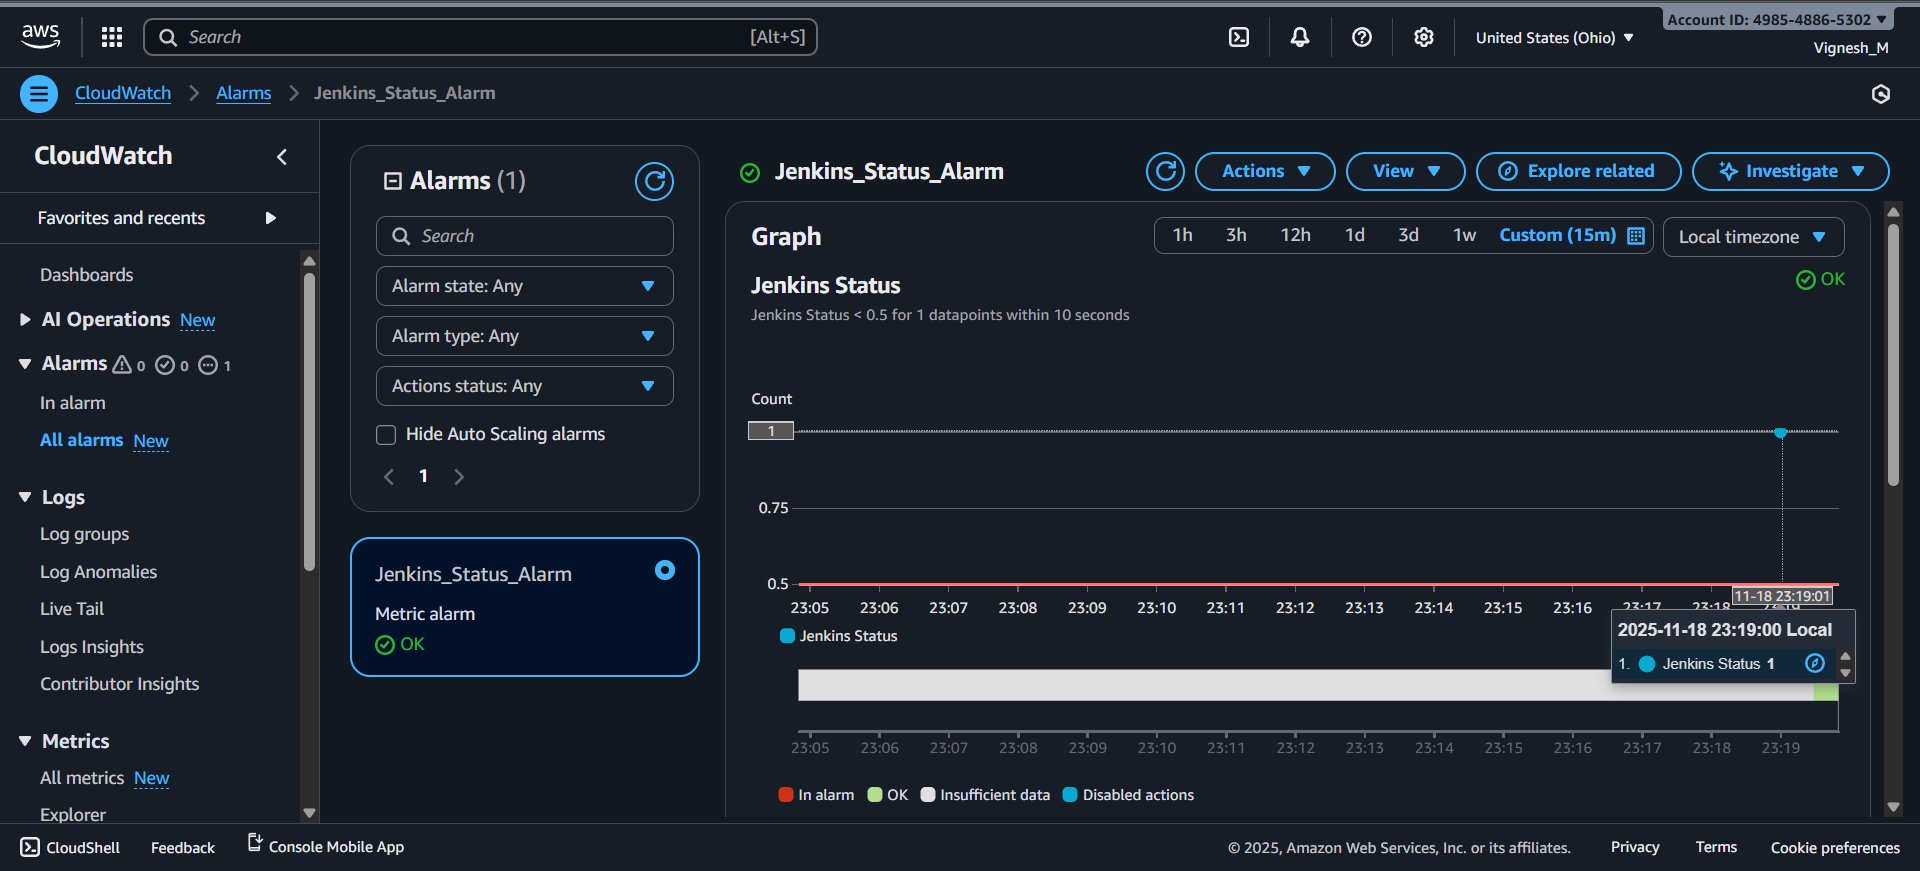 aws
Search [Alt+S]
United States (Ohio)
Account ID: 4985-4886-5302
Vignesh_M
CloudWatch
Alarms
Jenkins_Status_Alarm
CloudWatch
Favorites and recents
Dashboards
AI Operations New
Alarms 0 0 1
In alarm
All alarms New
Logs
Log groups
Log Anomalies
Live Tail
Logs Insights
Contributor Insights
Metrics
All metrics New
Explorer
Alarms (1)
Search
Alarm state: Any
Alarm type: Any
Actions status: Any
Hide Auto Scaling alarms
1
Jenkins_Status_Alarm
Metric alarm
OK
Jenkins_Status_Alarm
Actions
View
Explore related
Investigate
Graph
1h 3h 12h 1d 3d 1w Custom (15m)
Local timezone
Jenkins Status
OK
Jenkins Status < 0.5 for 1 datapoints within 10 seconds
Count
1
0.75
0.5
23:05 23:06 23:07 23:08 23:09 23:10 23:11 23:12 23:13 23:14 23:15 23:16 23:17 23:18 23:19
11-18 23:19:01
Jenkins Status
2025-11-18 23:19:00 Local
1. Jenkins Status 1
23:05 23:06 23:07 23:08 23:09 23:10 23:11 23:12 23:13 23:14 23:15 23:16 23:17 23:18 23:19
In alarm OK Insufficient data Disabled actions
CloudShell
Feedback
Console Mobile App
© 2025, Amazon Web Services, Inc. or its affiliates.
Privacy
Terms
Cookie preferences